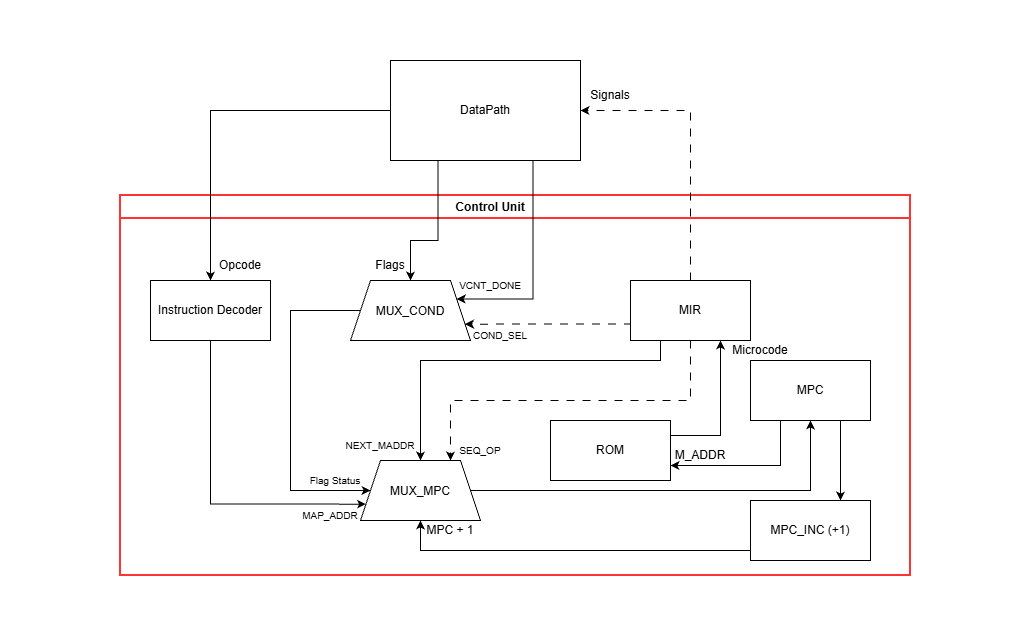 DataPath
Signals
Control Unit
Opcode
Flags
VCNT_DONE
Instruction Decoder
MUX_COND
MIR
COND_SEL
Microcode
MPC
NEXT_MADDR
SEQ_OP
ROM
M_ADDR
Flag Status
MUX_MPC
MAP_ADDR
MPC + 1
MPC_INC (+1)